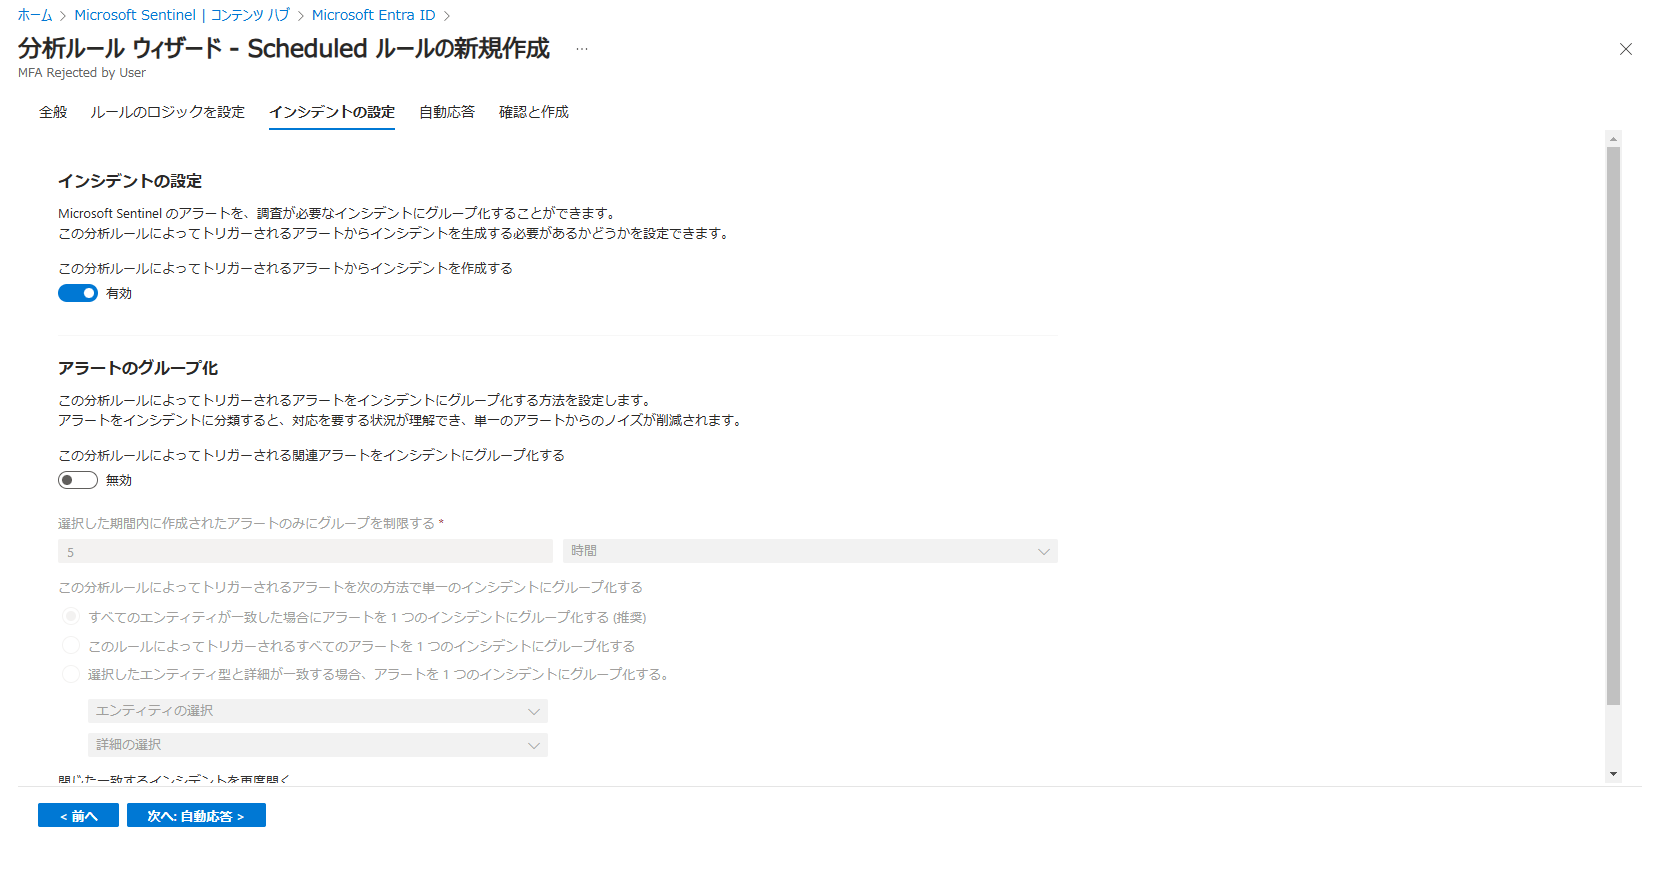 ホーム > Microsoft Sentinel | コンテンツ ハブ > Microsoft Entra ID >
分析ルール ウィザード - Scheduled ルールの新規作成 ...
MFA Rejected by User
全般 ルールのロジックを設定 インシデントの設定 自動応答 確認と作成
インシデントの設定
Microsoft Sentinel のアラートを、調査が必要なインシデントにグループ化することができます。
この分析ルールによってトリガーされるアラートからインシデントを生成する必要があるかどうかを設定できます。
この分析ルールによってトリガーされるアラートからインシデントを作成する
有効
アラートのグループ化
この分析ルールによってトリガーされるアラートをインシデントにグループ化する方法を設定します。
アラートをインシデントに分類すると、対応を要する状況が理解でき、単一のアラートからのノイズが削減されます。
この分析ルールによってトリガーされる関連アラートをインシデントにグループ化する
無効
選択した期間内に作成されたアラートのみにグループを制限する *
5 時間
この分析ルールによってトリガーされるアラートを次の方法で単一のインシデントにグループ化する
すべてのエンティティが一致した場合にアラートを 1 つのインシデントにグループ化する (推奨)
このルールによってトリガーされるすべてのアラートを 1 つのインシデントにグループ化する
選択したエンティティ型と詳細が一致する場合、アラートを 1 つのインシデントにグループ化する。
エンティティの選択
詳細の選択
閉じた一致するインシデントを再度開く
< 前へ 次へ: 自動応答 >